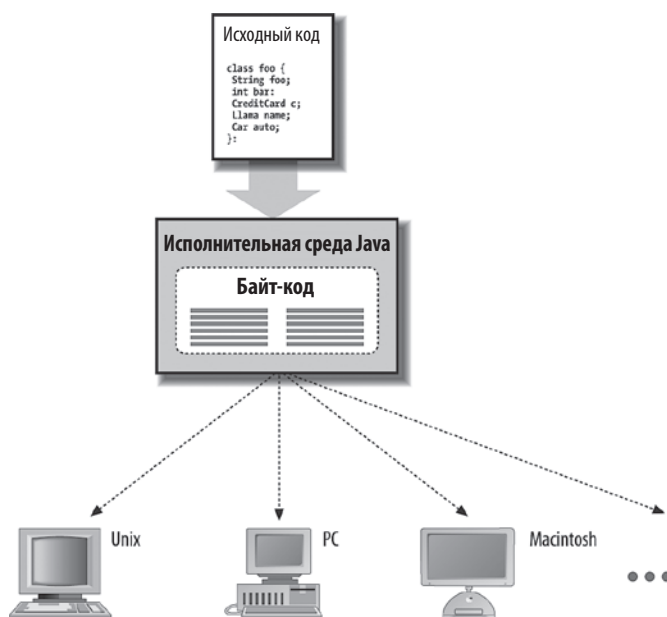 Исходный код
class foo {
String foo;
int bar:
CreditCard c;
Llama name;
Car auto;
}:
Исполнительная среда Java
Байт-код
Unix
PC
Macintosh